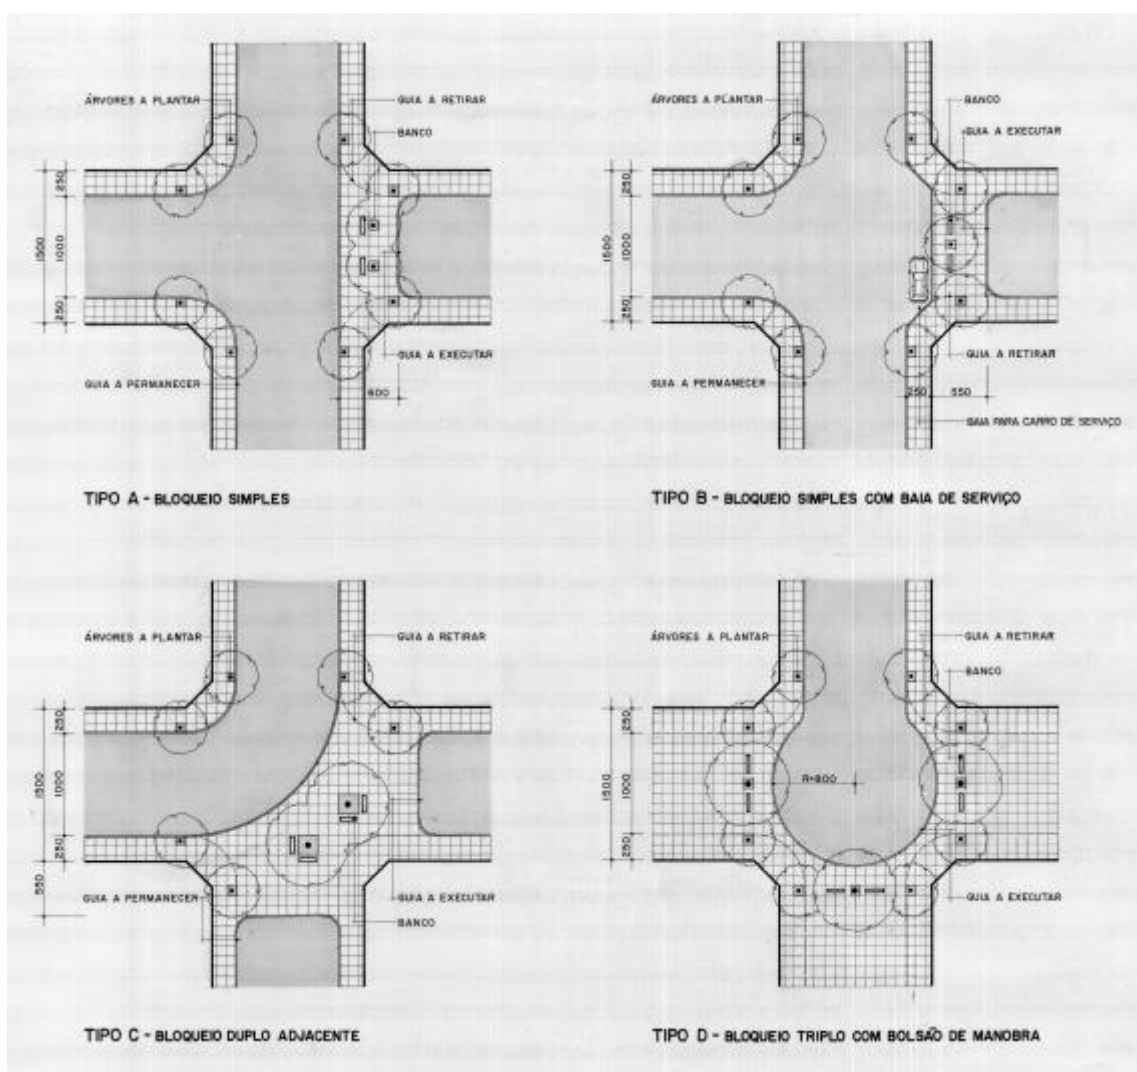 ÁRVORES A PLANTAR
GUIA A RETIRAR
BANCO
250
1000
1500
250
GUIA A EXECUTAR
GUIA A PERMANECER
600
TIPO A - BLOQUEIO SIMPLES
ÁRVORES A PLANTAR
BANCO
GUIA A EXECUTAR
250
1000
1500
250
GUIA A RETIRAR
GUIA A PERMANECER
250
550
BAIA PARA CARRO DE SERVIÇO
TIPO B - BLOQUEIO SIMPLES COM BAIA DE SERVIÇO
ÁRVORES A PLANTAR
GUIA A RETIRAR
250
1000
1500
250
550
GUIA A PERMANECER
GUIA A EXECUTAR
BANCO
TIPO C - BLOQUEIO DUPLO ADJACENTE
ÁRVORES A PLANTAR
GUIA A RETIRAR
BANCO
250
1000
1500
250
R=800
GUIA A EXECUTAR
TIPO D - BLOQUEIO TRIPLO COM BOLSÃO DE MANOBRA